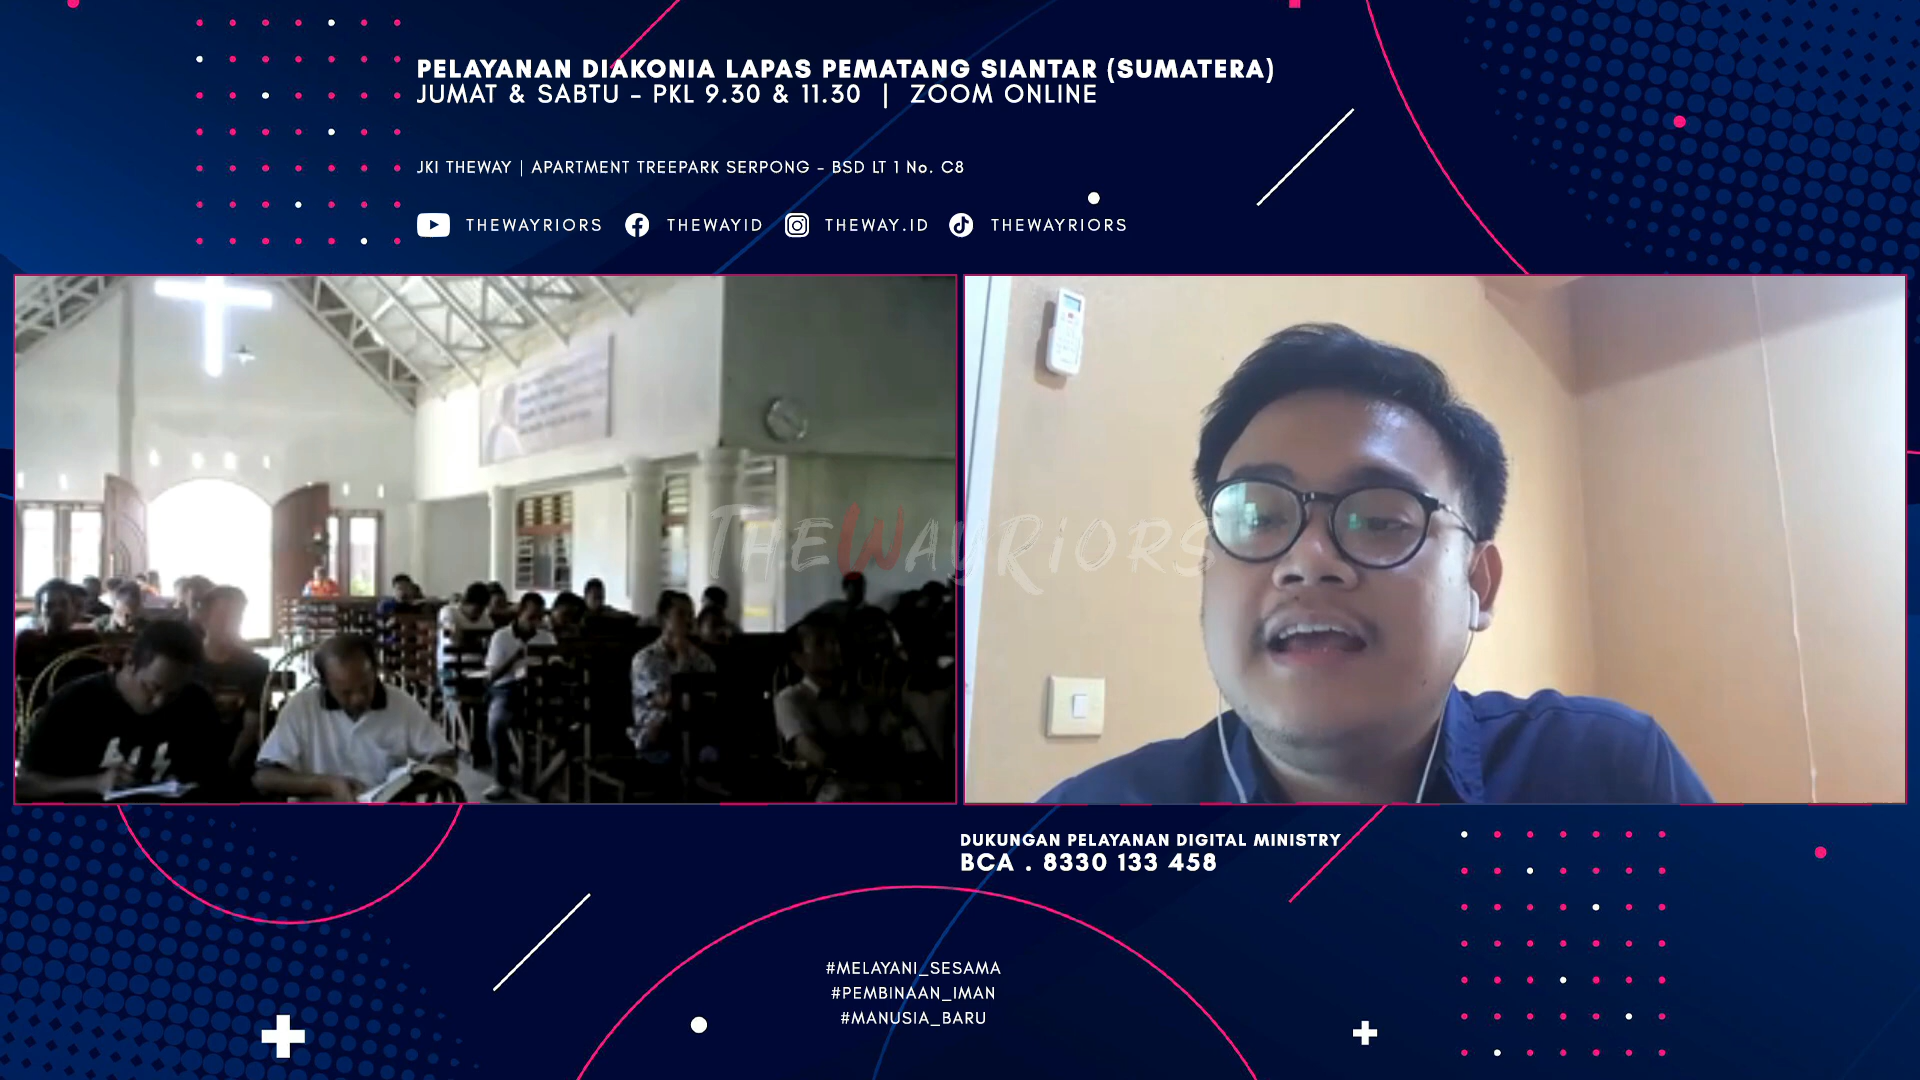 PELAYANAN DIAKONIA LAPAS PEMATANG SIANTAR (SUMATERA)
JUMAT & SABTU - PKL 9.30 & 11.30 | ZOOM ONLINE
JKI THEWAY | APARTMENT TREEPARK SERPONG - BSD LT 1 No. C8
THEWAYRIORS THEWAYID THEWAY.ID THEWAYRIORS
THEWAYRIORS
DUKUNGAN PELAYANAN DIGITAL MINISTRY
BCA . 8330 133 458
#MELAYANI_SESAMA
#PEMBINAAN_IMAN
#MANUSIA_BARU